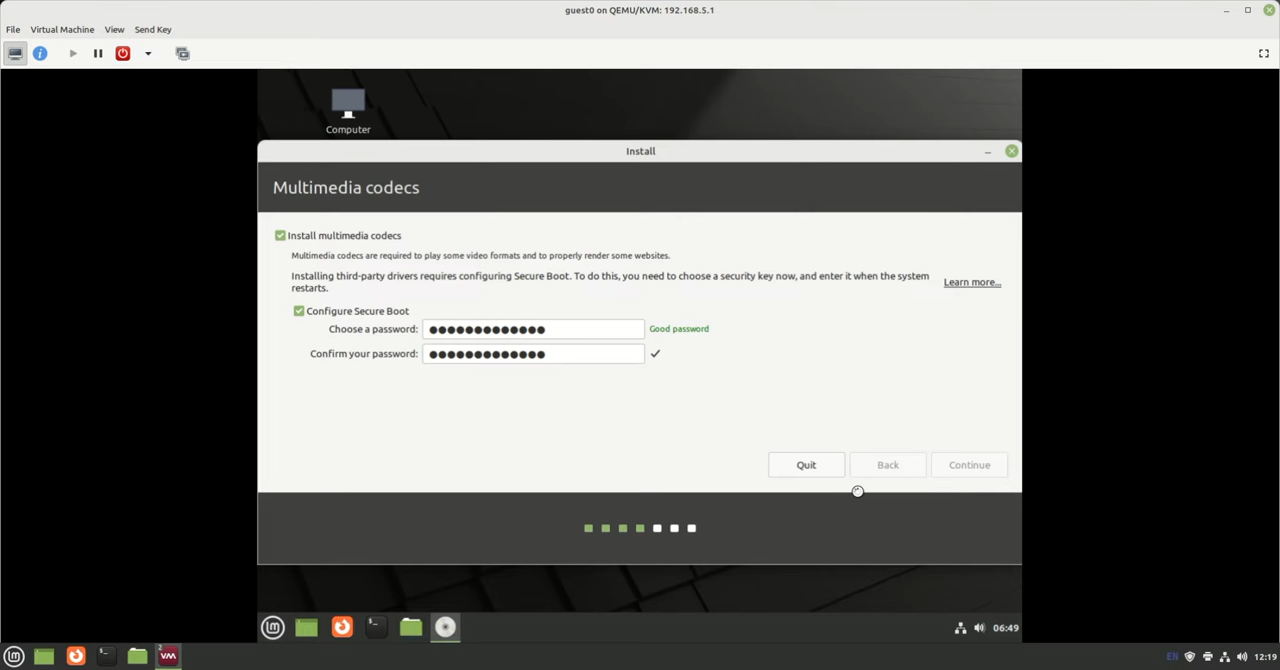 guest0 on QEMU/KVM: 192.168.5.1
File Virtual Machine View Send Key
Computer
Install
Multimedia codecs
Install multimedia codecs
Multimedia codecs are required to play some video formats and to properly render some websites.
Installing third-party drivers requires configuring Secure Boot. To do this, you need to choose a security key now, and enter it when the system
restarts.
Learn more...
Configure Secure Boot
Choose a password: ●●●●●●●●●●●●● Good password
Confirm your password: ●●●●●●●●●●●●●
Quit Back Continue
06:49
EN 12:19